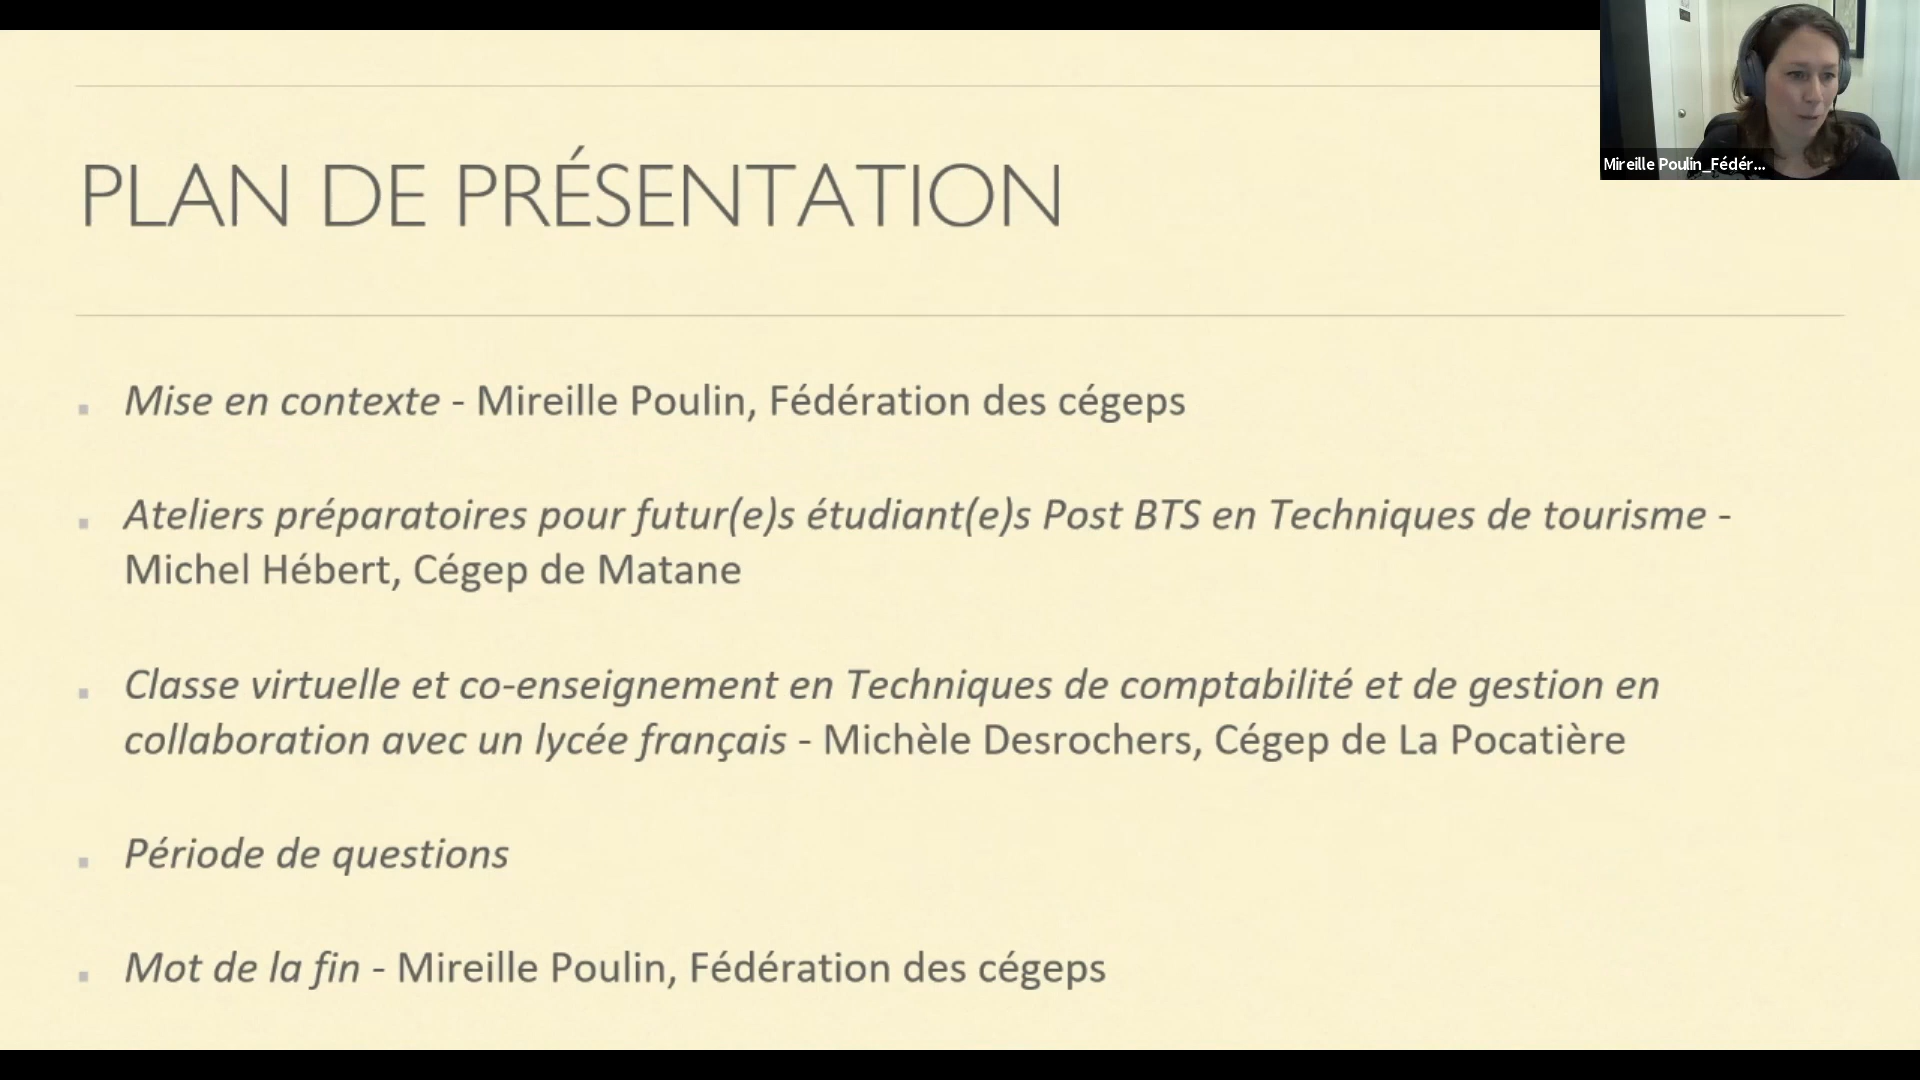 PLAN DE PRÉSENTATION
Mireille Poulin_Fédér...
Mise en contexte - Mireille Poulin, Fédération des cégeps
Ateliers préparatoires pour futur(e)s étudiant(e)s Post BTS en Techniques de tourisme -
Michel Hébert, Cégep de Matane
Classe virtuelle et co-enseignement en Techniques de comptabilité et de gestion en
collaboration avec un lycée français - Michèle Desrochers, Cégep de La Pocatière
Période de questions
Mot de la fin - Mireille Poulin, Fédération des cégeps